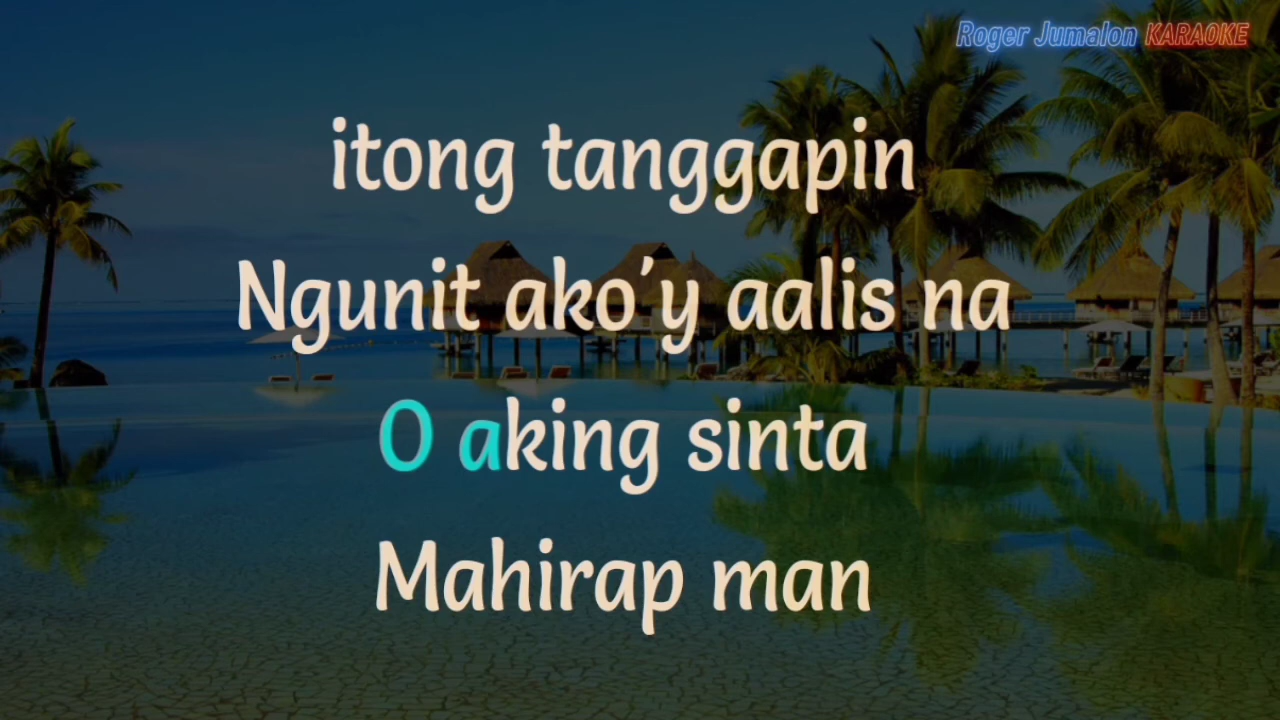 Roger Jumalon KARAOKE
itong tanggapin
Ngunit ako'y aalis na
O aking sinta
Mahirap man